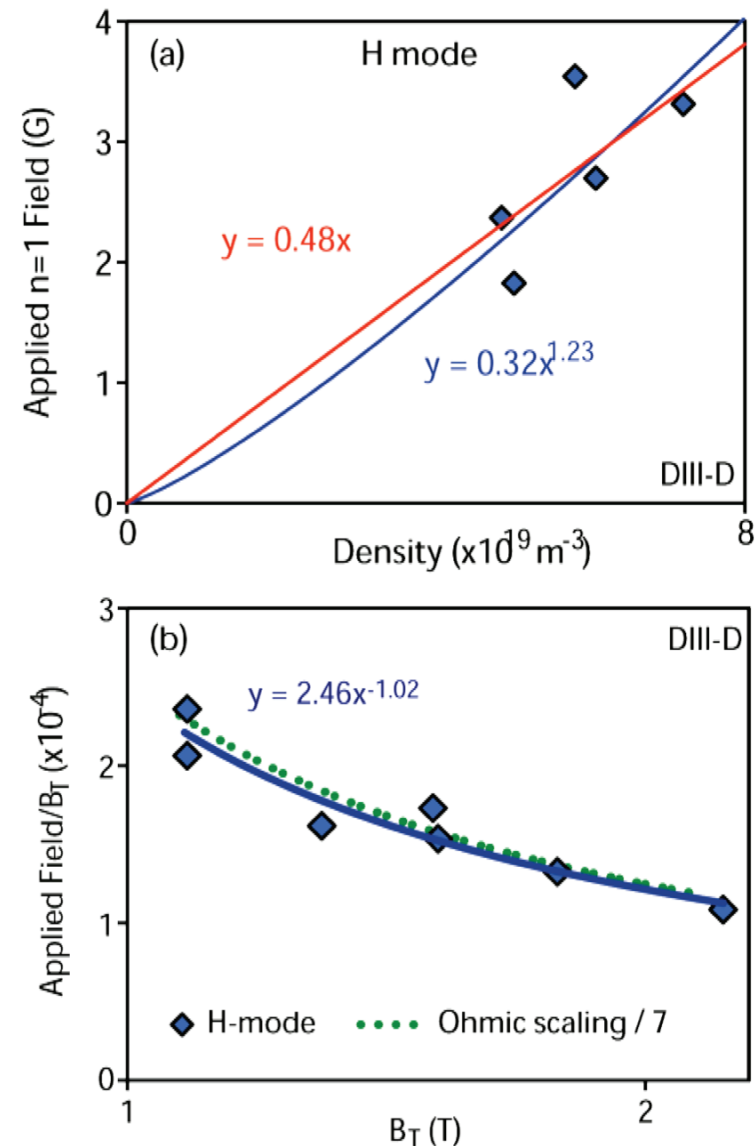 4
(a)
H mode
Applied n=1 Field (G)
3
y = 0.48x
2
y = 0.32x^1.23
1
DIII-D
0
0
8
Density (x10^19 m^-3)
3
(b)
DIII-D
y = 2.46x^-1.02
Applied Field/B_T (x10^-4)
2
1
H-mode
Ohmic scaling / 7
0
1
2
B_T (T)